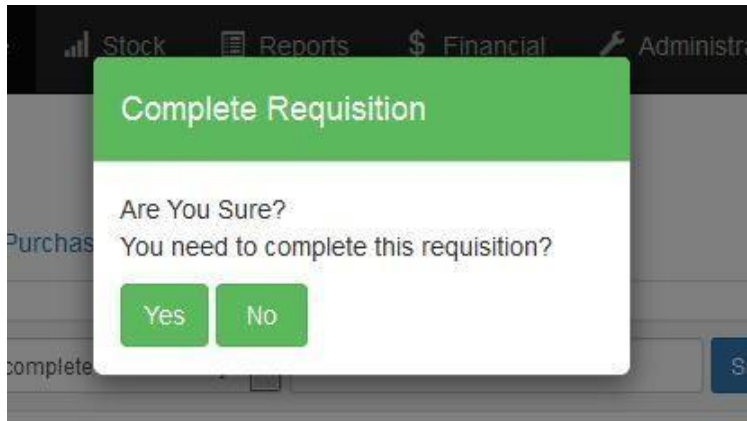 Stock Reports $ Financial Administra
Complete Requisition
Are You Sure?
Purchas
You need to complete this requisition?
Yes No
complete
S